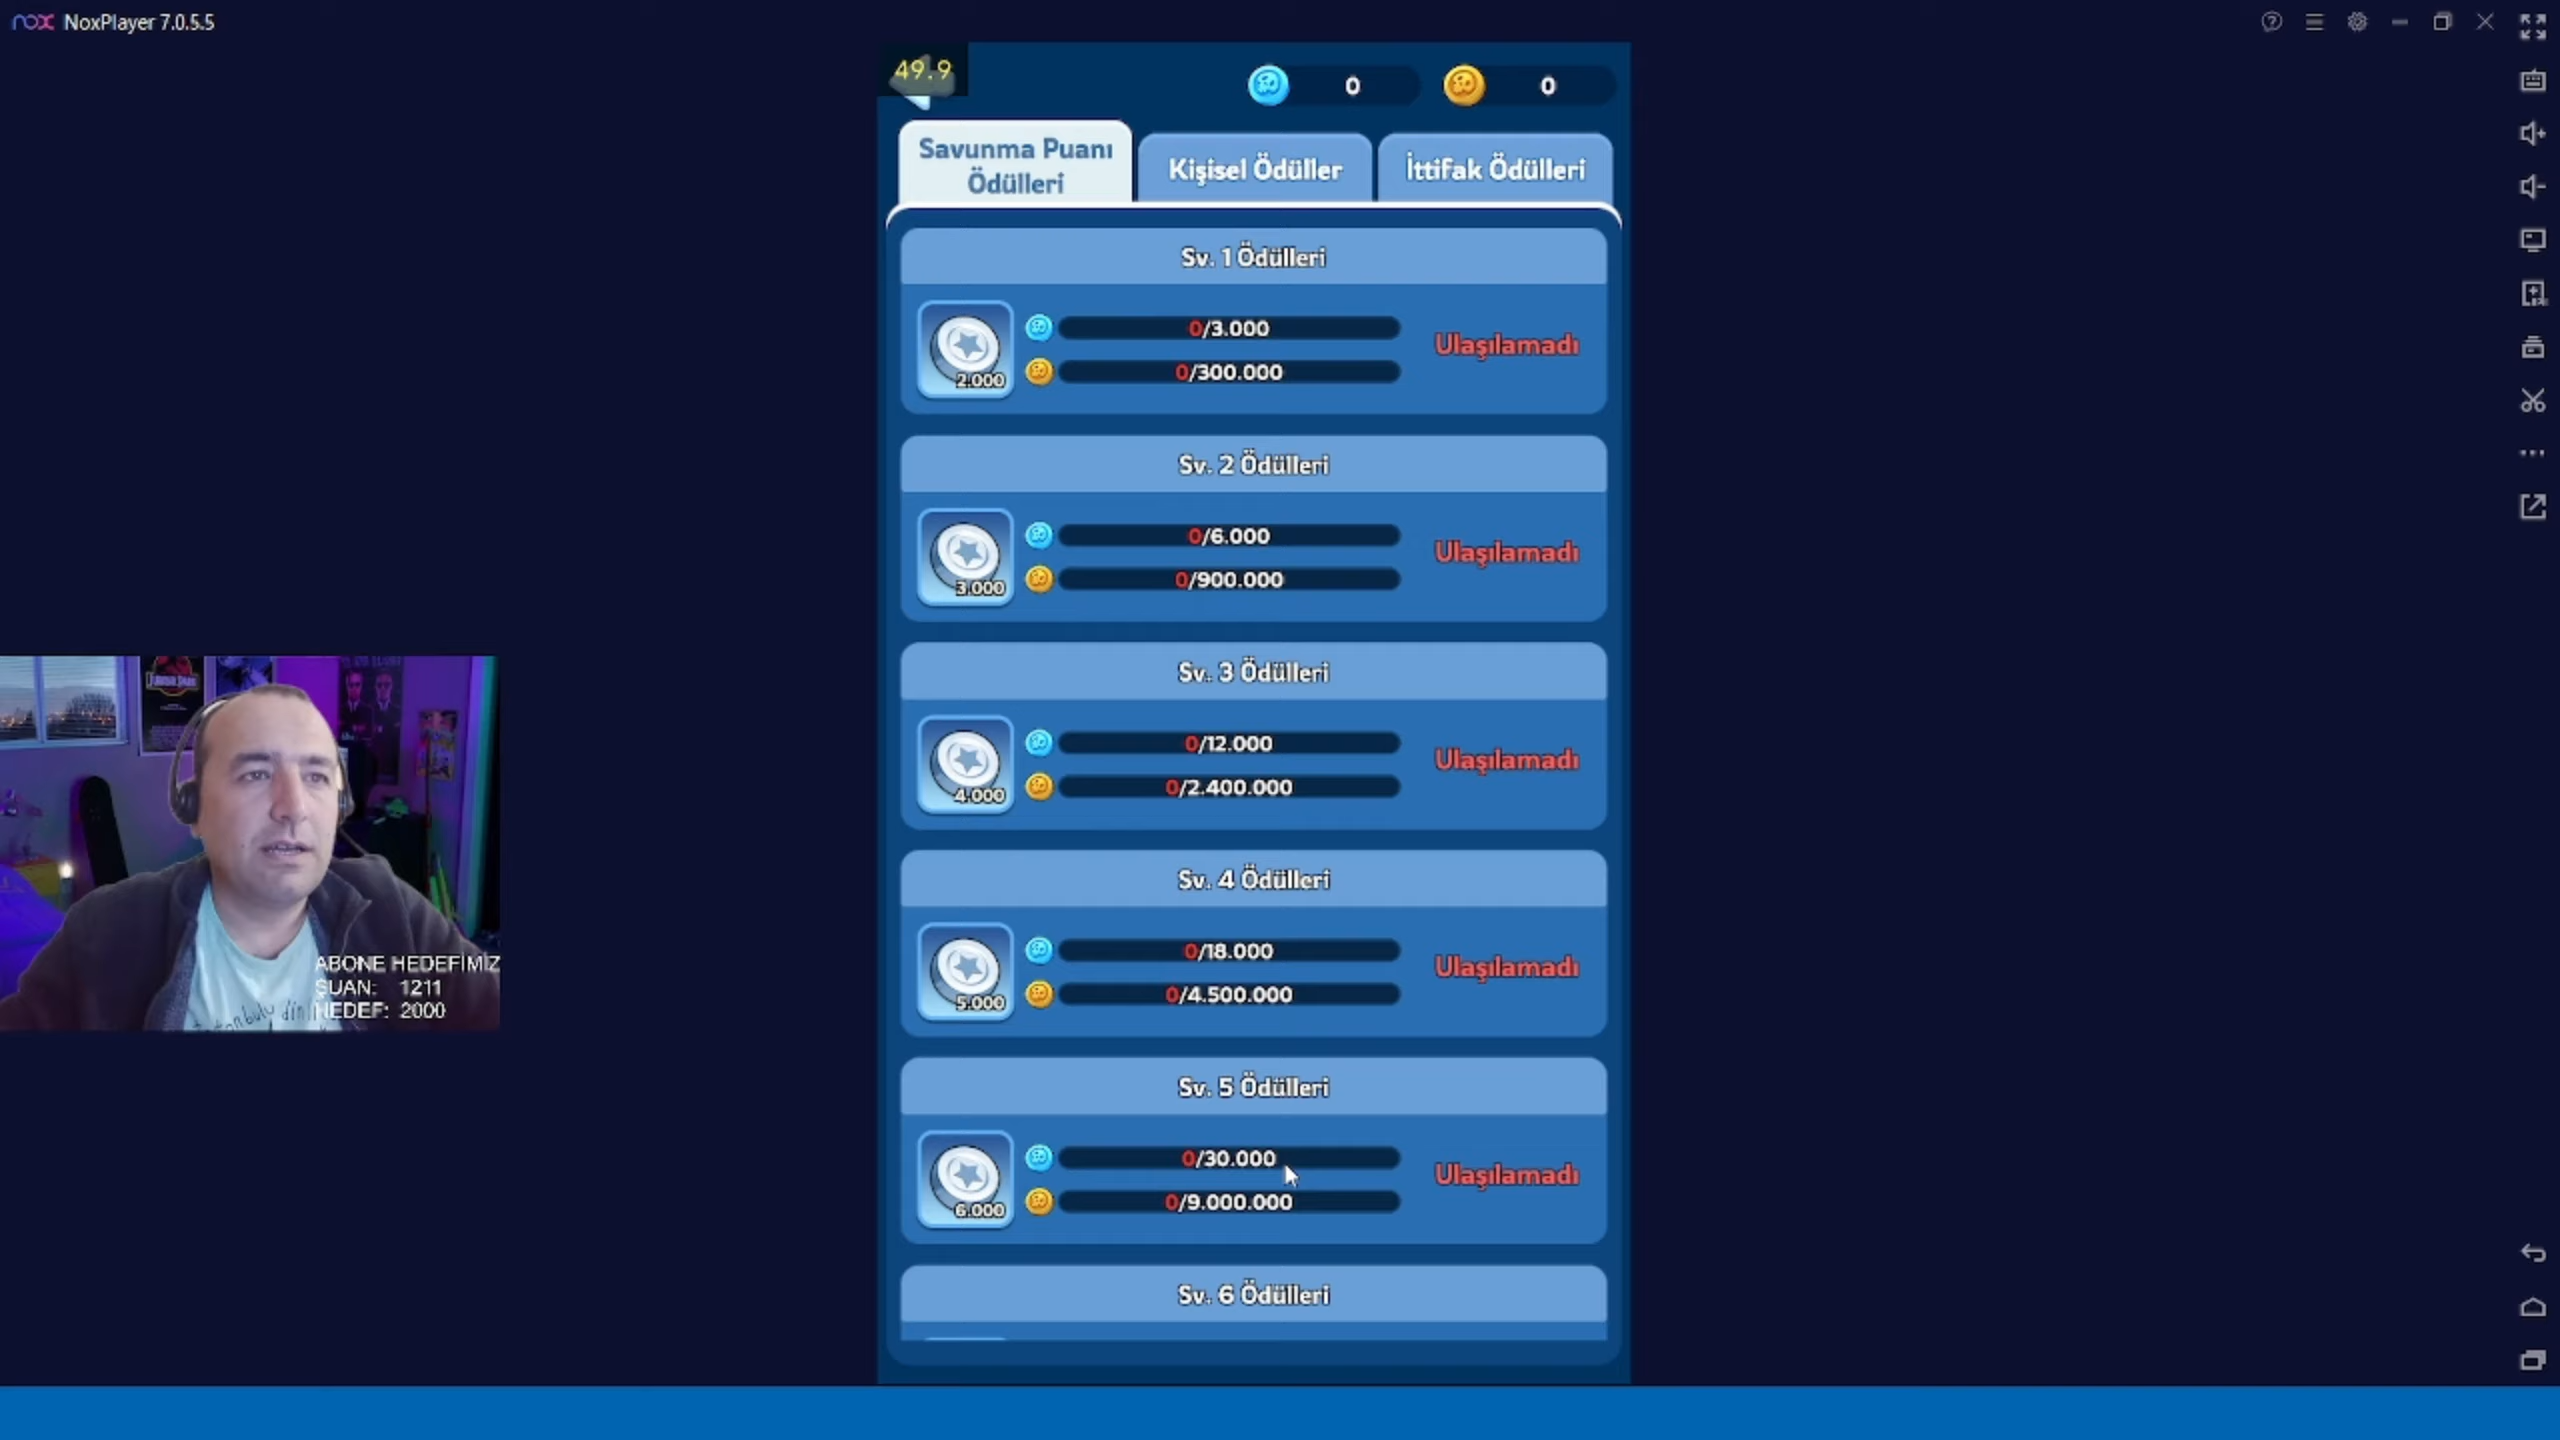 nox NoxPlayer 7.0.5.5
49.9
0
0
Savunma Puanı
Ödülleri
Kişisel Ödüller
İttifak Ödülleri
Sv. 1 Ödülleri
2.000
0/3.000
0/300.000
Ulaşılamadı
Sv. 2 Ödülleri
3.000
0/6.000
0/900.000
Ulaşılamadı
Sv. 3 Ödülleri
4.000
0/12.000
0/2.400.000
Ulaşılamadı
Sv. 4 Ödülleri
5.000
0/18.000
0/4.500.000
Ulaşılamadı
Sv. 5 Ödülleri
6.000
0/30.000
0/9.000.000
Ulaşılamadı
Sv. 6 Ödülleri
ABONE HEDEFİMİZ
ŞUAN: 1211
HEDEF: 2000